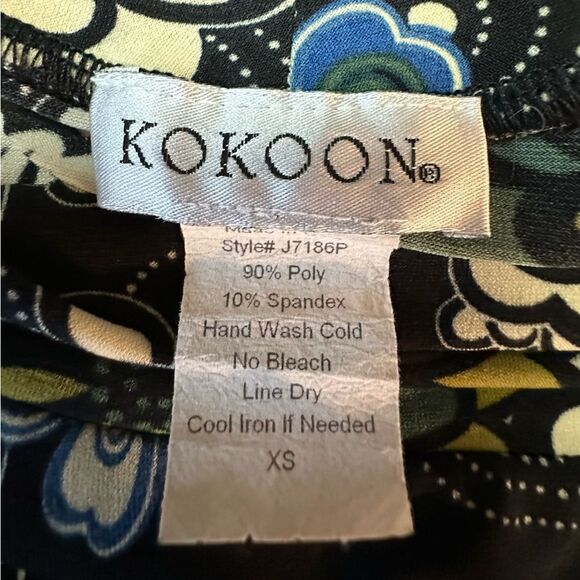 KOKOON®
Made
Style# J7186P
90% Poly
10% Spandex
Hand Wash Cold
No Bleach
Line Dry
Cool Iron If Needed
XS